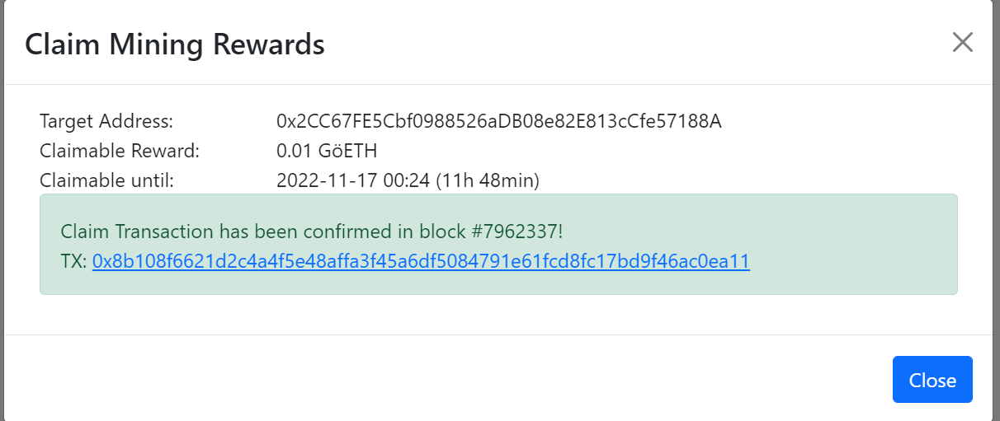 Claim Mining Rewards
Target Address: 0x2CC67FE5Cbf0988526aDB08e82E813cCfe57188A
Claimable Reward: 0.01 GöETH
Claimable until: 2022-11-17 00:24 (11h 48min)
Claim Transaction has been confirmed in block #7962337!
TX: 0x8b108f6621d2c4a4f5e48affa3f45a6df5084791e61fcd8fc17bd9f46ac0ea11
Close